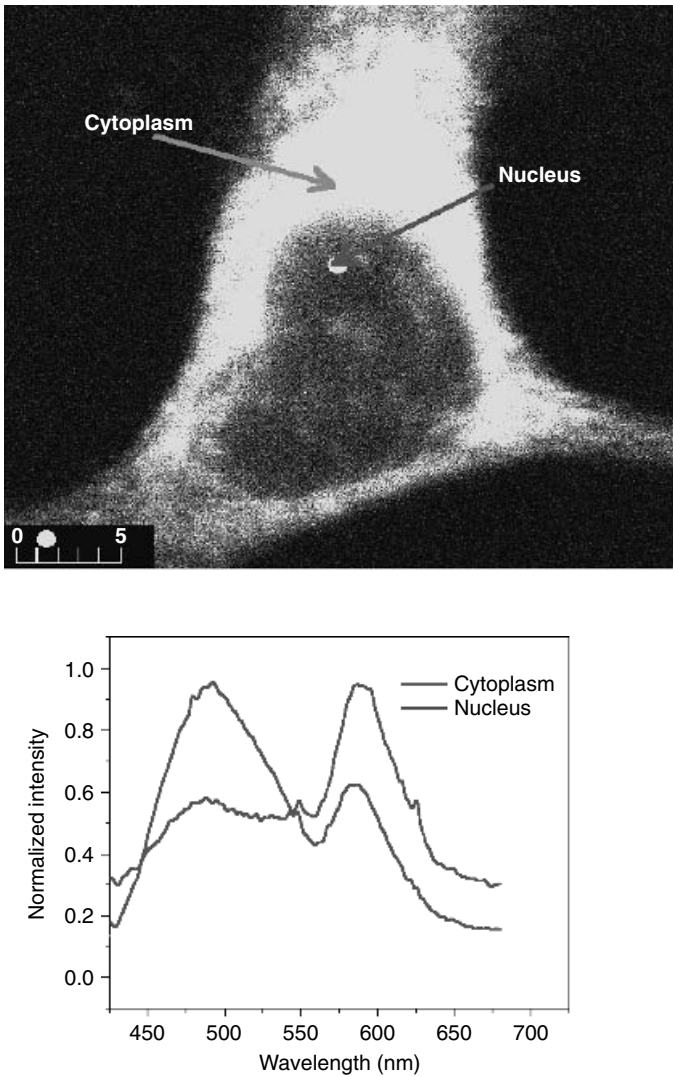 Cytoplasm
Nucleus
0 5
1.0
0.8
0.6
0.4
0.2
0.0
Normalized intensity
Cytoplasm
Nucleus
450 500 550 600 650 700
Wavelength (nm)